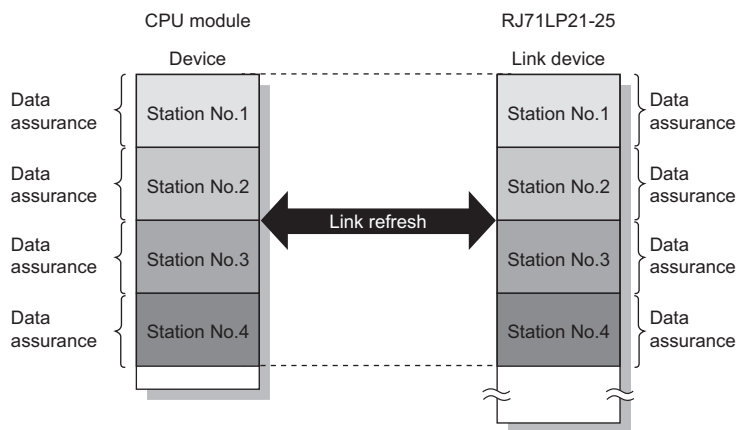 CPU module
RJ71LP21-25
Device
Link device
Data
assurance
Station No.1
Station No.1
Data
assurance
Data
assurance
Station No.2
Station No.2
Data
assurance
Link refresh
Data
assurance
Station No.3
Station No.3
Data
assurance
Data
assurance
Station No.4
Station No.4
Data
assurance